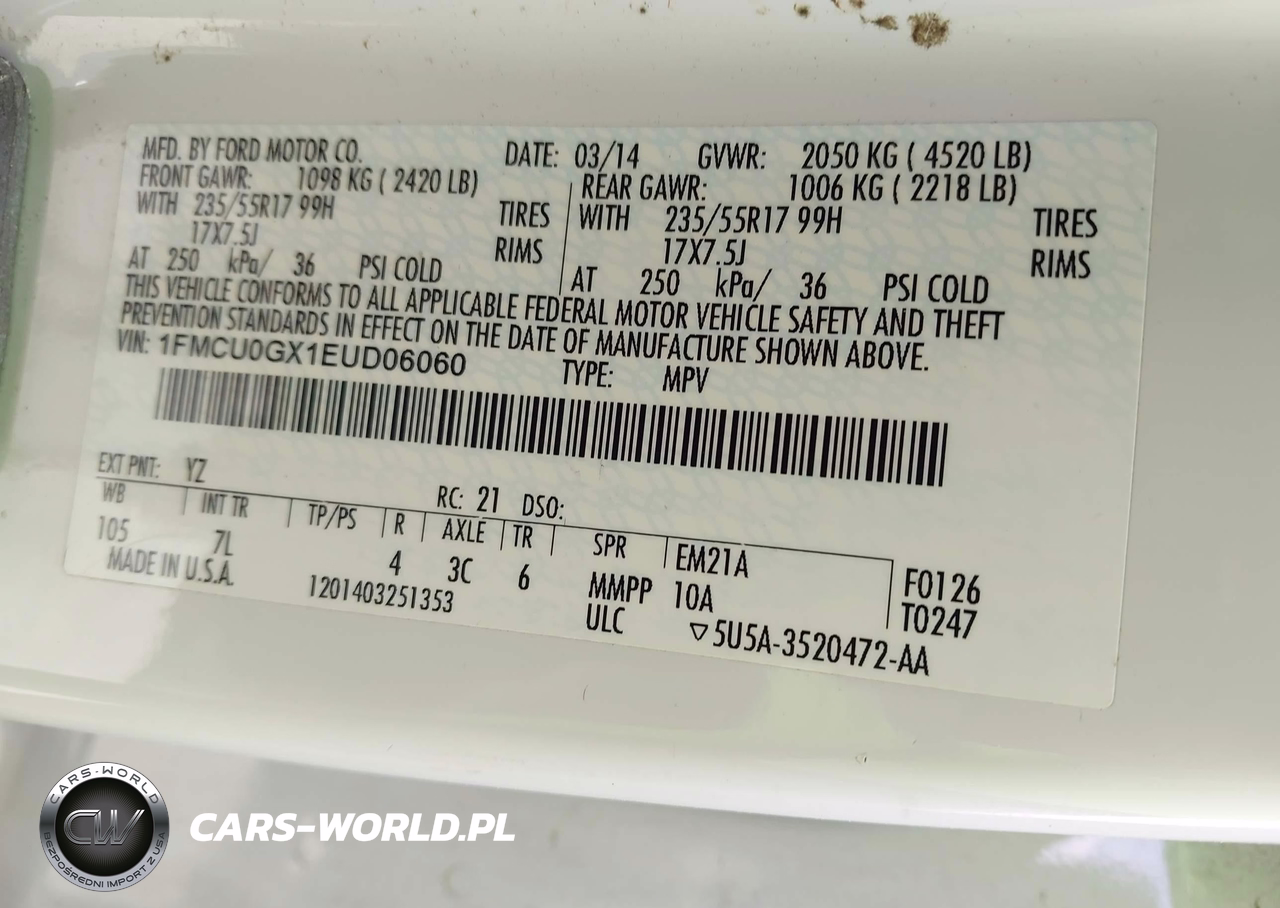 MFD. BY FORD MOTOR CO. DATE: 03/14 GVWR: 2050 KG ( 4520 LB)
FRONT GAWR: 1098 KG ( 2420 LB) REAR GAWR: 1006 KG ( 2218 LB)
WITH 235/55R17 99H TIRES WITH 235/55R17 99H TIRES
17X7.5J RIMS 17X7.5J RIMS
AT 250 kPa/ 36 PSI COLD AT 250 kPa/ 36 PSI COLD
THIS VEHICLE CONFORMS TO ALL APPLICABLE FEDERAL MOTOR VEHICLE SAFETY AND THEFT
PREVENTION STANDARDS IN EFFECT ON THE DATE OF MANUFACTURE SHOWN ABOVE.
VIN: 1FMCU0GX1EUD06060 TYPE: MPV
EXT PNT: YZ RC: 21 DSO:
WB INT TR TP/PS R AXLE TR SPR EM21A F0126
105 7L 4 3C 6 MMPP 10A T0247
MADE IN U.S.A. 1201403251353 ULC ▽5U5A-3520472-AA
CARS-WORLD
CW
BEZPOŚREDNI IMPORT Z USA
CARS-WORLD.PL